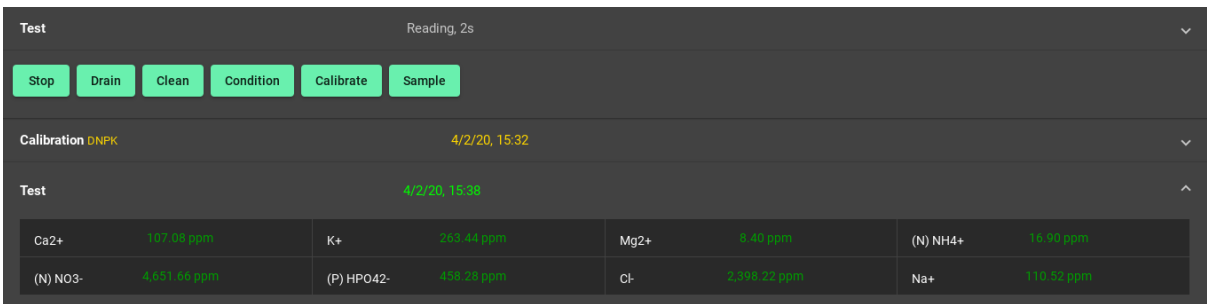 Test Reading, 2s
Stop Drain Clean Condition Calibrate Sample
Calibration DNPK 4/2/20, 15:32
Test 4/2/20, 15:38
Ca2+ 107.08 ppm K+ 263.44 ppm Mg2+ 8.40 ppm (N) NH4+ 16.90 ppm
(N) NO3- 4,651.66 ppm (P) HPO42- 458.28 ppm Cl- 2,398.22 ppm Na+ 110.52 ppm